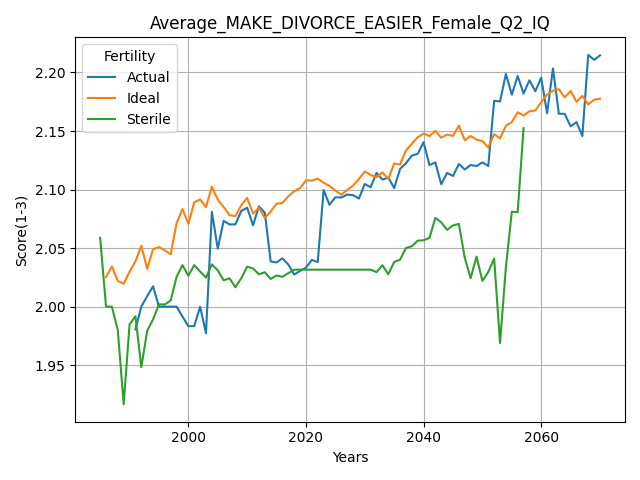 Average_MAKE_DIVORCE_EASIER_Female_Q2_IQ
Fertility
Actual
Ideal
Sterile
Score(1-3)
2.20
2.15
2.10
2.05
2.00
1.95
2000 2020 2040 2060
Years